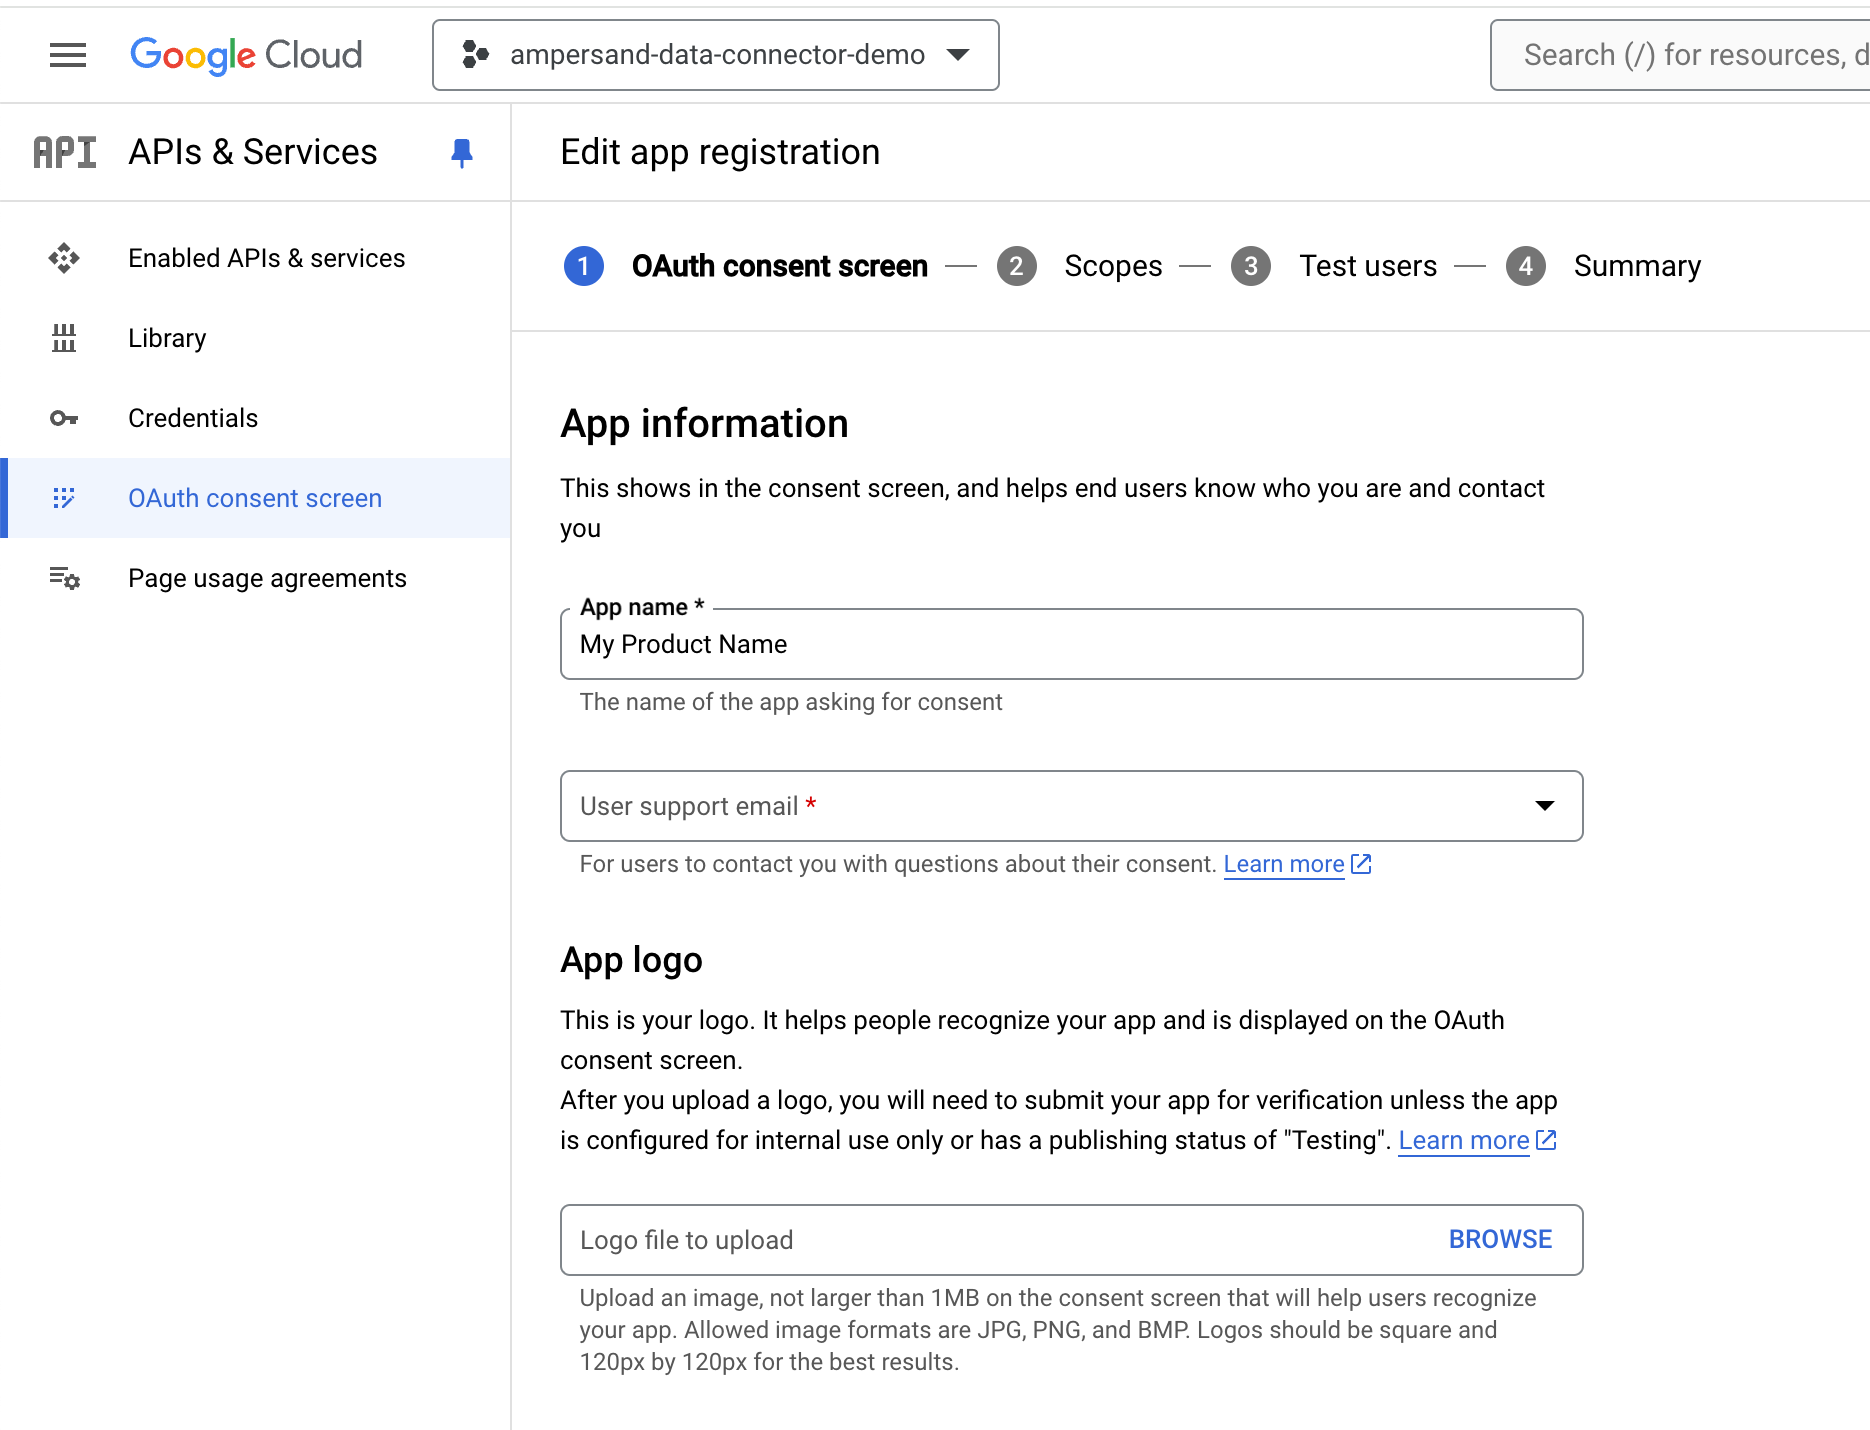 Google Cloud
ampersand-data-connector-demo
Search (/) for resources, d
API
APIs & Services
Edit app registration
Enabled APIs & services
Library
Credentials
OAuth consent screen
Page usage agreements
1 OAuth consent screen — 2 Scopes — 3 Test users — 4 Summary
App information
This shows in the consent screen, and helps end users know who you are and contact
you
App name *
My Product Name
The name of the app asking for consent
User support email *
For users to contact you with questions about their consent. Learn more
App logo
This is your logo. It helps people recognize your app and is displayed on the OAuth
consent screen.
After you upload a logo, you will need to submit your app for verification unless the app
is configured for internal use only or has a publishing status of "Testing". Learn more
Logo file to upload
BROWSE
Upload an image, not larger than 1MB on the consent screen that will help users recognize
your app. Allowed image formats are JPG, PNG, and BMP. Logos should be square and
120px by 120px for the best results.